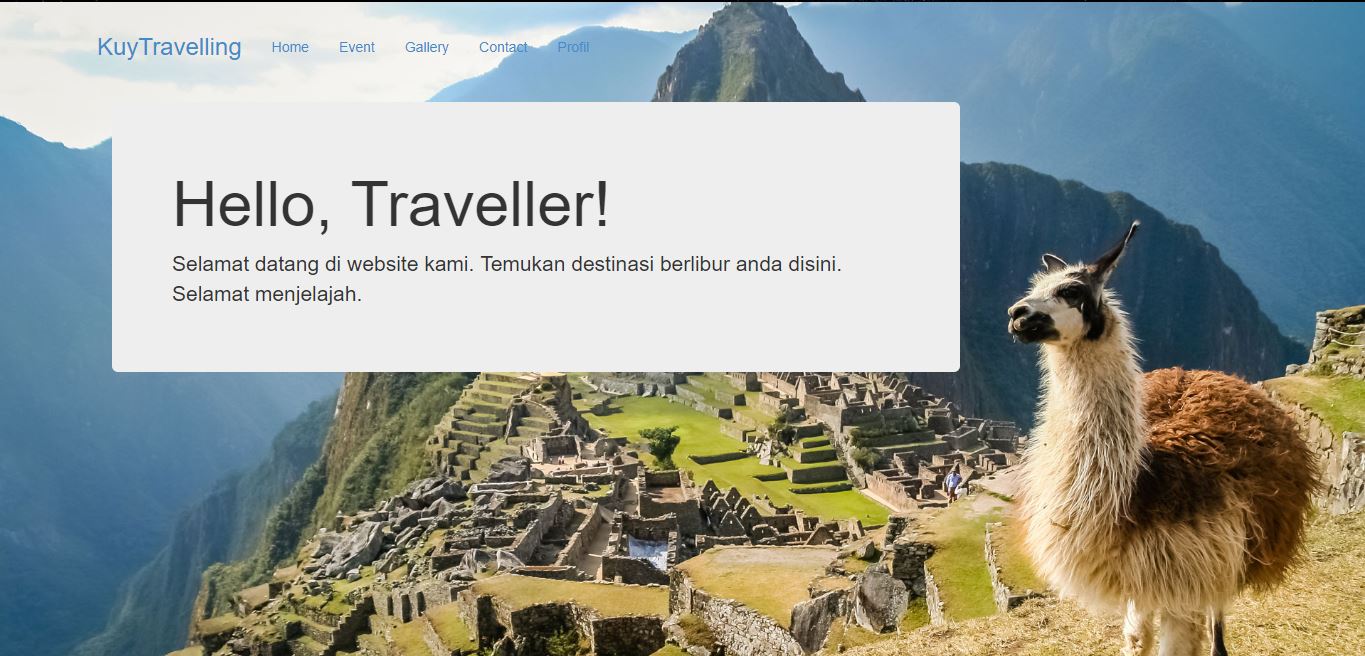 KuyTravelling Home Event Gallery Contact Profil
Hello, Traveller!
Selamat datang di website kami. Temukan destinasi berlibur anda disini.
Selamat menjelajah.